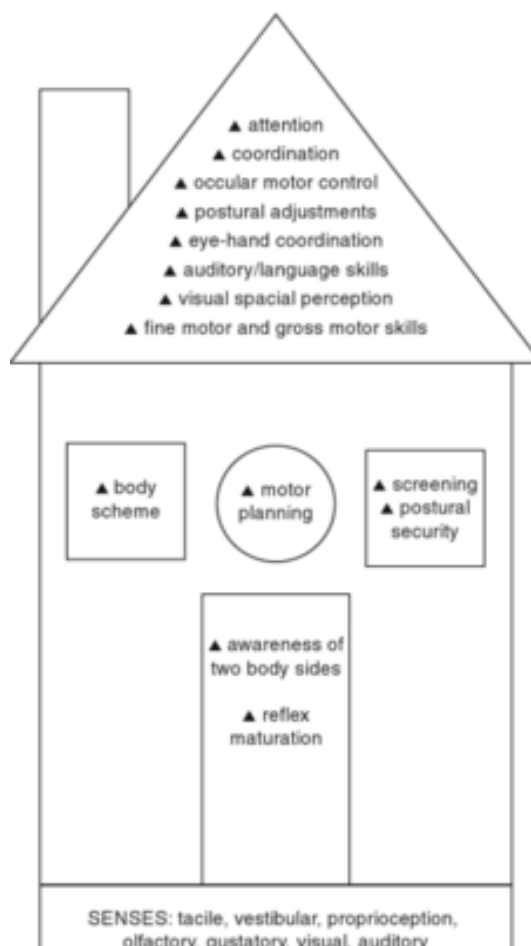 ▲ attention
▲ coordination
▲ occular motor control
▲ postural adjustments
▲ eye-hand coordination
▲ auditory/language skills
▲ visual spacial perception
▲ fine motor and gross motor skills
▲ body
scheme
▲ motor
planning
▲ screening
▲ postural
security
▲ awareness of
two body sides
▲ reflex
maturation
SENSES: tacile, vestibular, proprioception,
olfactory, gustatory, visual, auditory